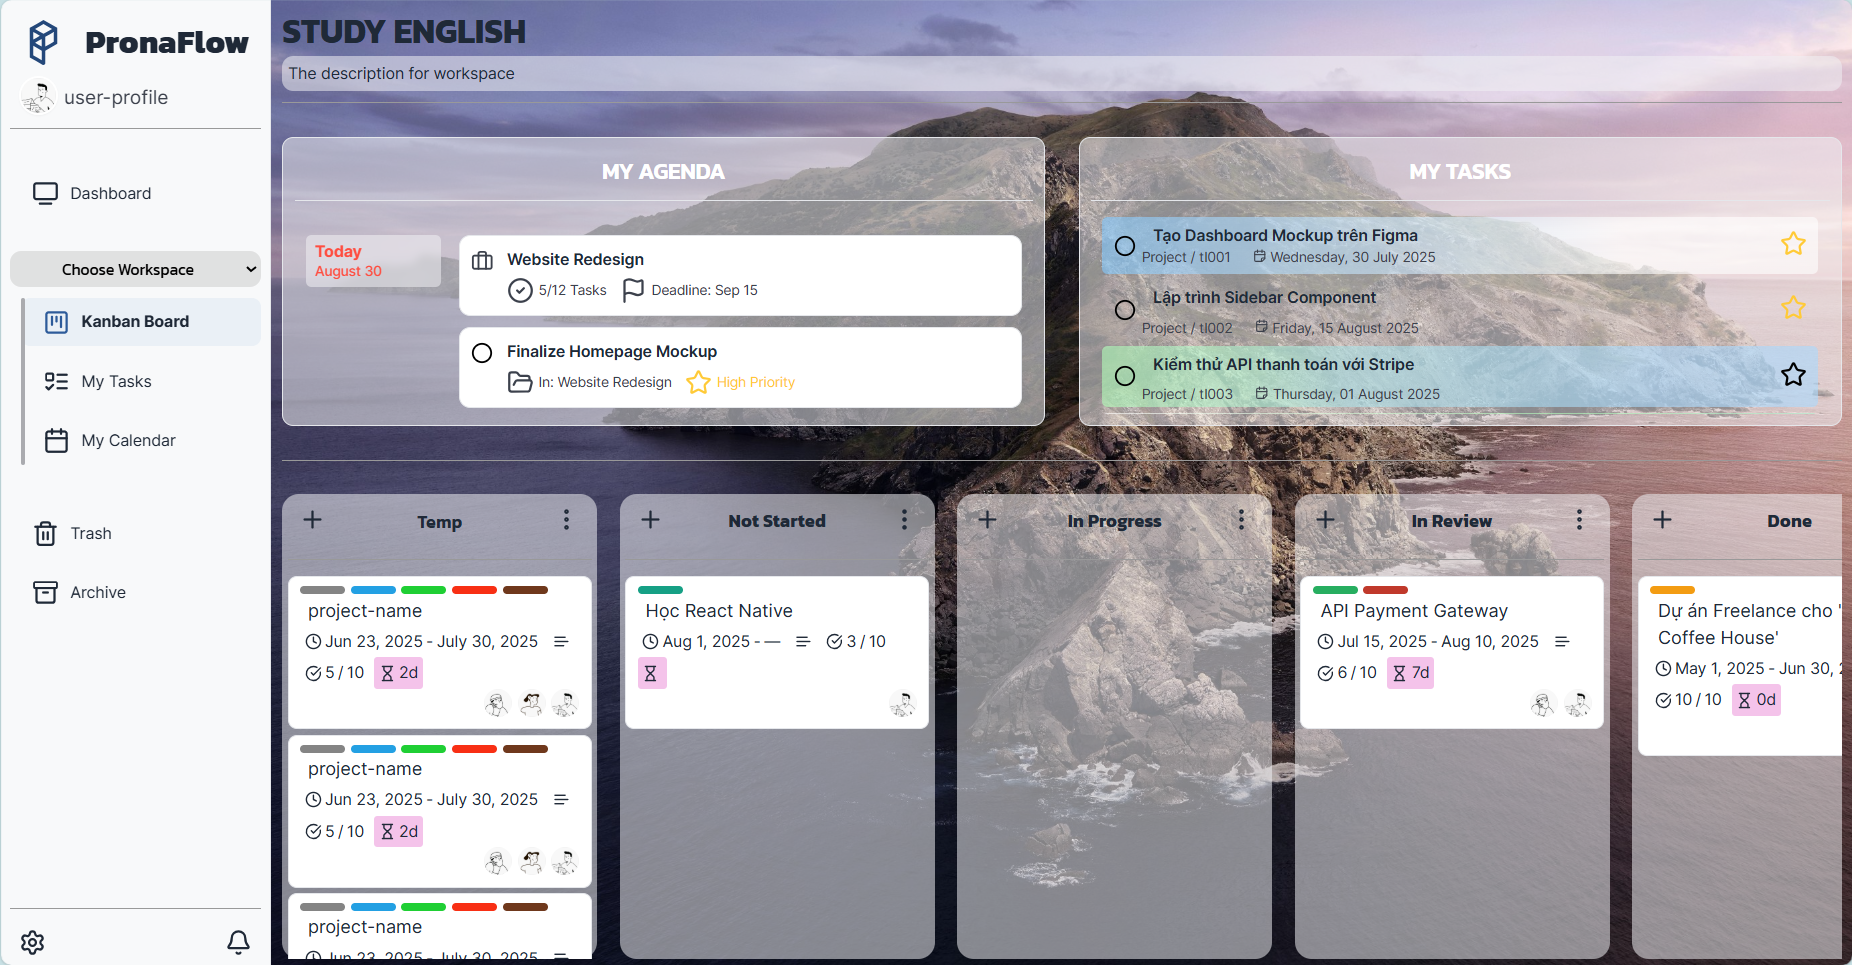 PronaFlow
user-profile
Dashboard
Choose Workspace
Kanban Board
My Tasks
My Calendar
Trash
Archive
STUDY ENGLISH
The description for workspace
MY AGENDA
Today
August 30
Website Redesign
5/12 Tasks Deadline: Sep 15
Finalize Homepage Mockup
In: Website Redesign High Priority
MY TASKS
Tạo Dashboard Mockup trên Figma
Project / tl001 Wednesday, 30 July 2025
Lập trình Sidebar Component
Project / tl002 Friday, 15 August 2025
Kiểm thử API thanh toán với Stripe
Project / tl003 Thursday, 01 August 2025
Temp
project-name
Jun 23, 2025 - July 30, 2025
5 / 10 2d
project-name
Jun 23, 2025 - July 30, 2025
5 / 10 2d
project-name
Jun 23, 2025 - July 30, 2025
Not Started
Học React Native
Aug 1, 2025 - — 3 / 10
In Progress
In Review
API Payment Gateway
Jul 15, 2025 - Aug 10, 2025
6 / 10 7d
Done
Dự án Freelance cho '
Coffee House'
May 1, 2025 - Jun 30,
10 / 10 0d